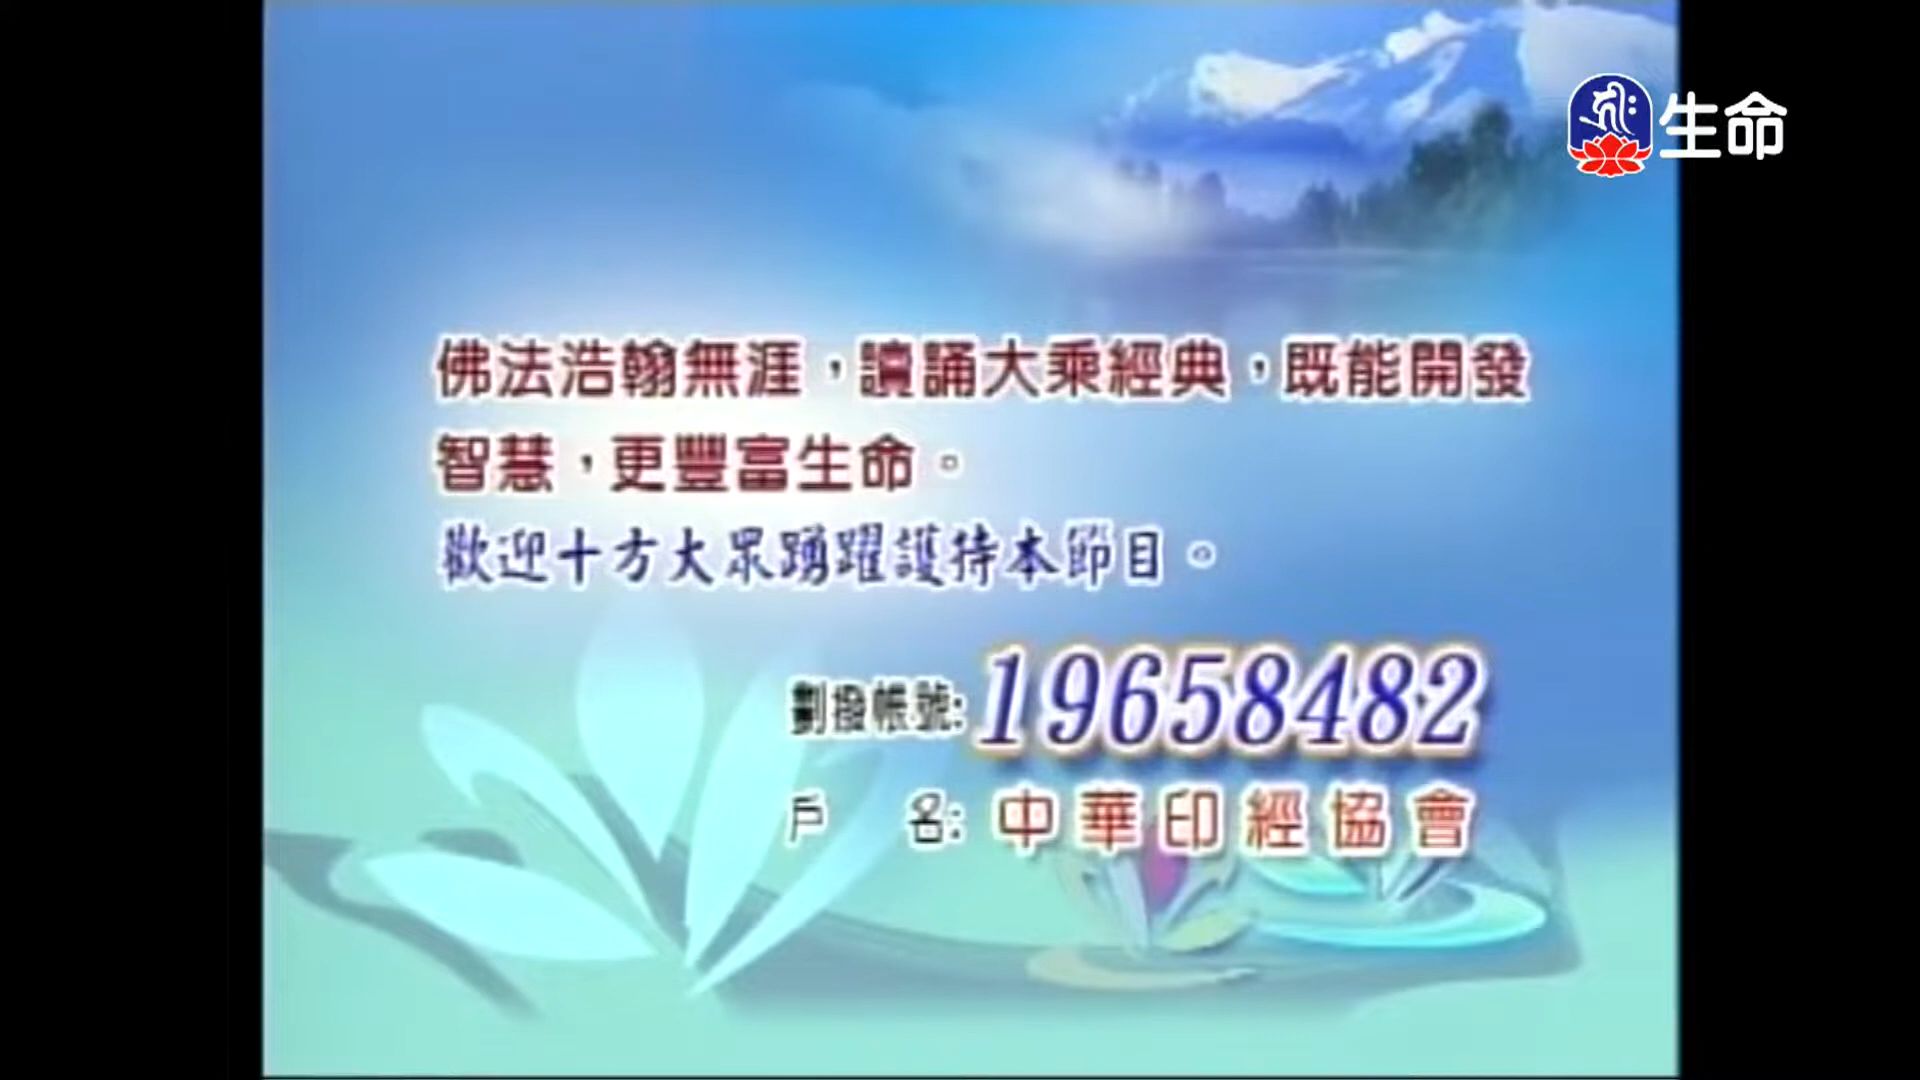 生命
佛法浩翰無涯，讀誦大乘經典，既能開發
智慧，更豐富生命。
歡迎十方大眾踴躍護持本節目。
劃撥帳號:19658482
戶　名:中華印經協會